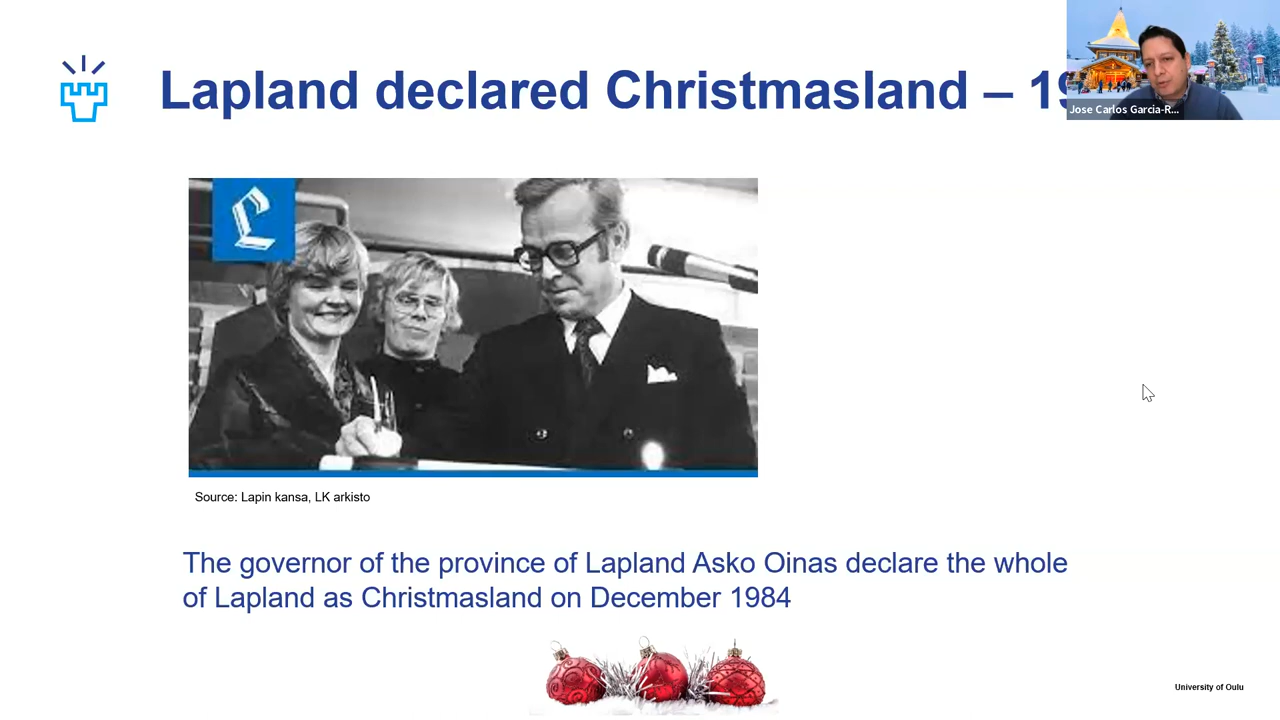 Lapland declared Christmasland – 19
Jose Carlos Garcia-R...
L
Source: Lapin kansa, LK arkisto
The governor of the province of Lapland Asko Oinas declare the whole
of Lapland as Christmasland on December 1984
University of Oulu